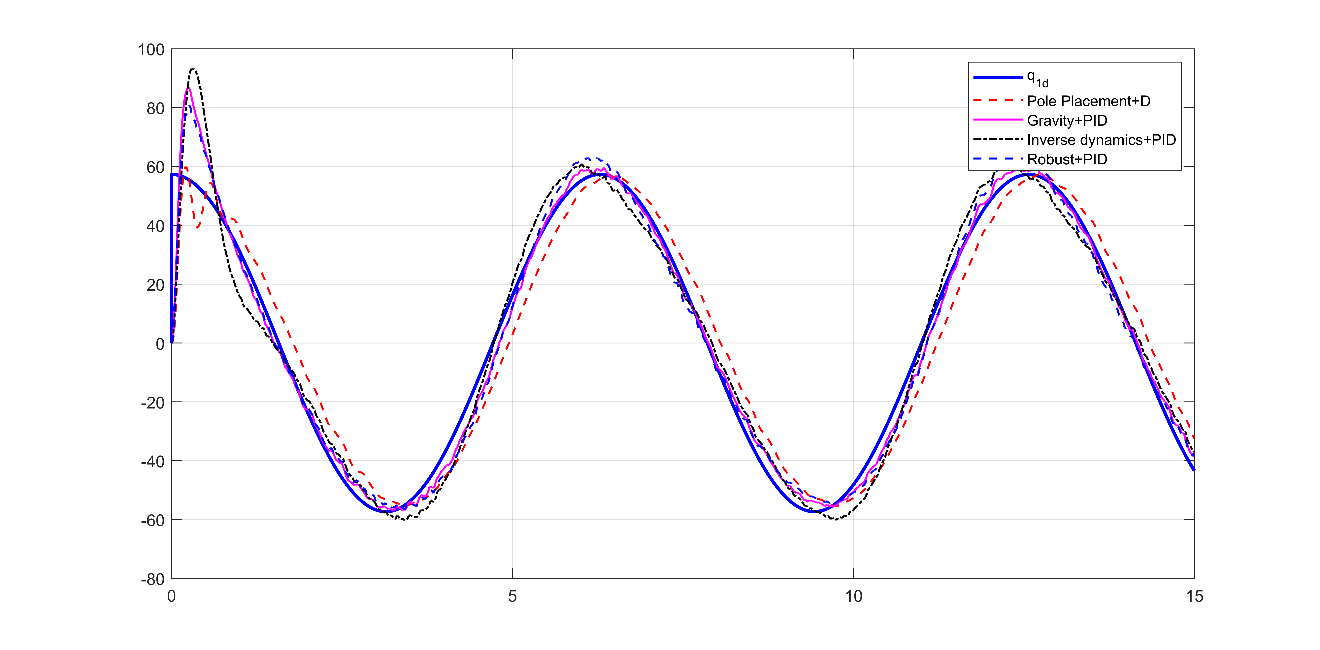 100
80
60
40
20
0
-20
-40
-60
-80
0 5 10 15
q1d
Pole Placement+D
Gravity+PID
Inverse dynamics+PID
Robust+PID